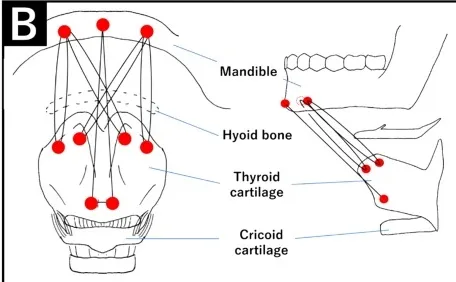 B
Mandible
Hyoid bone
Thyroid
cartilage
Cricoid
cartilage